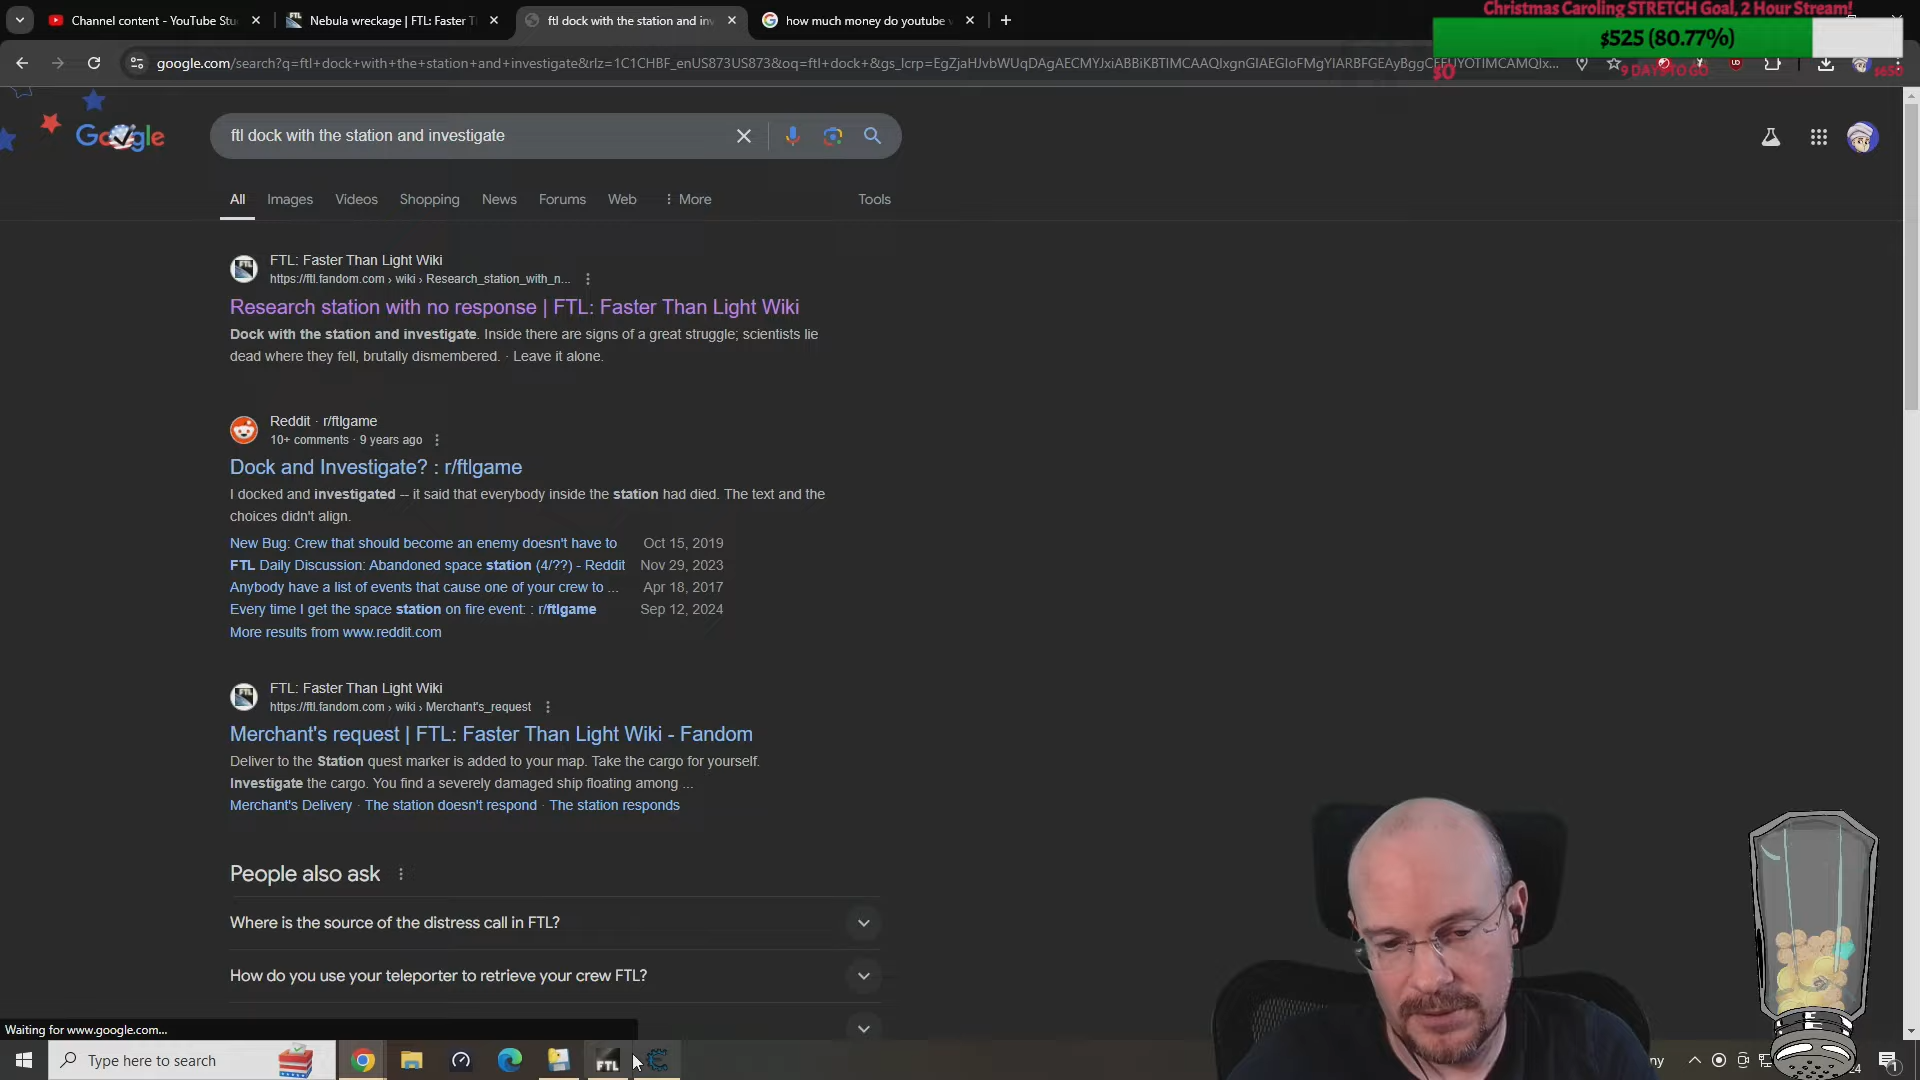 Christmas Caroling STRETCH Goal, 2 Hour Stream!
$525 (80.77%)
$0
9 DAYS TO GO
$650
Channel content - YouTube Stu
Nebula wreckage | FTL: Faster T
ftl dock with the station and inv
how much money do youtube v
google.com/search?q=ftl+dock+with+the+station+and+investigate&rlz=1C1CHBF_enUS873US873&oq=ftl+dock+&gs_lcrp=
Google
ftl dock with the station and investigate
All
Images
Videos
Shopping
News
Forums
Web
More
Tools
FTL: Faster Than Light Wiki
https://ftl.fandom.com › wiki › Research_station_with_n...
Research station with no response | FTL: Faster Than Light Wiki
Dock with the station and investigate. Inside there are signs of a great struggle; scientists lie
dead where they fell, brutally dismembered. · Leave it alone.
Reddit · r/ftlgame
10+ comments · 9 years ago
Dock and Investigate? : r/ftlgame
I docked and investigated -- it said that everybody inside the station had died. The text and the
choices didn't align.
New Bug: Crew that should become an enemy doesn't have to
Oct 15, 2019
FTL Daily Discussion: Abandoned space station (4/??) - Reddit
Nov 29, 2023
Anybody have a list of events that cause one of your crew to ...
Apr 18, 2017
Every time I get the space station on fire event: : r/ftlgame
Sep 12, 2024
More results from www.reddit.com
FTL: Faster Than Light Wiki
https://ftl.fandom.com › wiki › Merchant's_request
Merchant's request | FTL: Faster Than Light Wiki - Fandom
Deliver to the Station quest marker is added to your map. Take the cargo for yourself.
Investigate the cargo. You find a severely damaged ship floating among ...
Merchant's Delivery · The station doesn't respond · The station responds
People also ask
Where is the source of the distress call in FTL?
How do you use your teleporter to retrieve your crew FTL?
Waiting for www.google.com...
Type here to search
FTL
ny
24
1